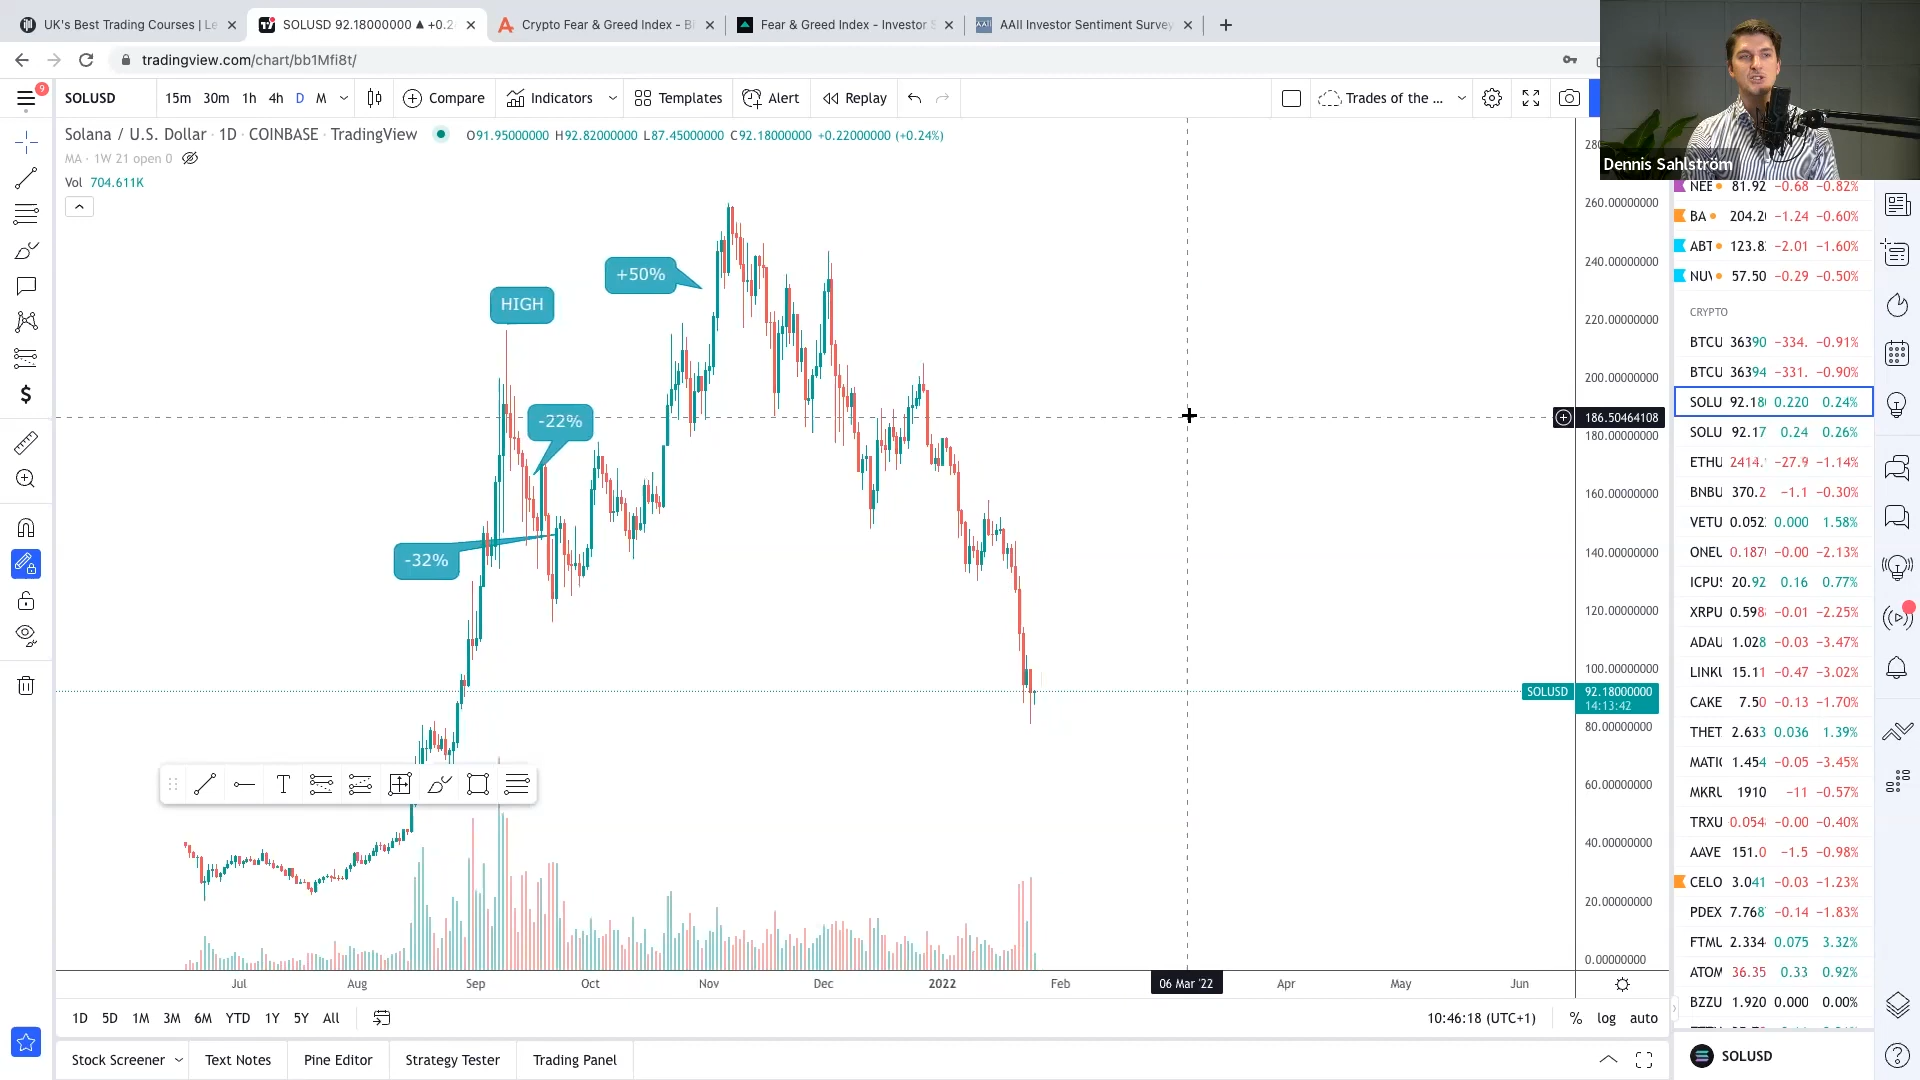 UK's Best Trading Courses | Le
SOLUSD 92.18000000 ▲ +0.2
Crypto Fear & Greed Index - Bi
Fear & Greed Index - Investor S
AAII Investor Sentiment Survey
tradingview.com/chart/bb1Mfi8t/
9
SOLUSD 15m 30m 1h 4h D M Compare Indicators Templates Alert Replay Trades of the ...
Solana / U.S. Dollar · 1D · COINBASE · TradingView O91.95000000 H92.82000000 L87.45000000 C92.18000000 +0.22000000 (+0.24%)
MA · 1W 21 open 0
Vol 704.611K
Dennis Sahlström
HIGH
+50%
-22%
-32%
260.00000000
240.00000000
220.00000000
200.00000000
186.50464108
180.00000000
160.00000000
140.00000000
120.00000000
100.00000000
SOLUSD 92.18000000
14:13:42
80.00000000
60.00000000
40.00000000
20.00000000
0.00000000
Jul Aug Sep Oct Nov Dec 2022 Feb 06 Mar '22 Apr May Jun
1D 5D 1M 3M 6M YTD 1Y 5Y All 10:46:18 (UTC+1) % log auto
Stock Screener Text Notes Pine Editor Strategy Tester Trading Panel
NEE 81.92 −0.68 −0.82%
BA 204.20 −1.24 −0.60%
ABT 123.8 −2.01 −1.60%
57.50 −0.29 −0.50%
CRYPTO
BTCU 36390 −334. −0.91%
BTCU 36394 −331. −0.90%
SOLU 92.180 0.220 0.24%
SOLU 92.17 0.24 0.26%
ETHU 2414. −27.9 −1.14%
BNBU 370.2 −1.1 −0.30%
VETU 0.052 0.000 1.58%
ONEU 0.187 −0.00 −2.13%
ICPUS 20.92 0.16 0.77%
XRPU 0.598 −0.01 −2.25%
ADAU 1.028 −0.03 −3.47%
LINKU 15.11 −0.47 −3.02%
CAKE 7.50 −0.13 −1.70%
THET 2.633 0.036 1.39%
MATIC 1.454 −0.05 −3.45%
MKRU 1910 −11 −0.57%
TRXU 0.054 −0.00 −0.40%
AAVE 151.0 −1.5 −0.98%
CELO 3.041 −0.03 −1.23%
PDEX 7.768 −0.14 −1.83%
FTMU 2.334 0.075 3.32%
ATOM 36.35 0.33 0.92%
BZZU 1.920 0.000 0.00%
SOLUSD